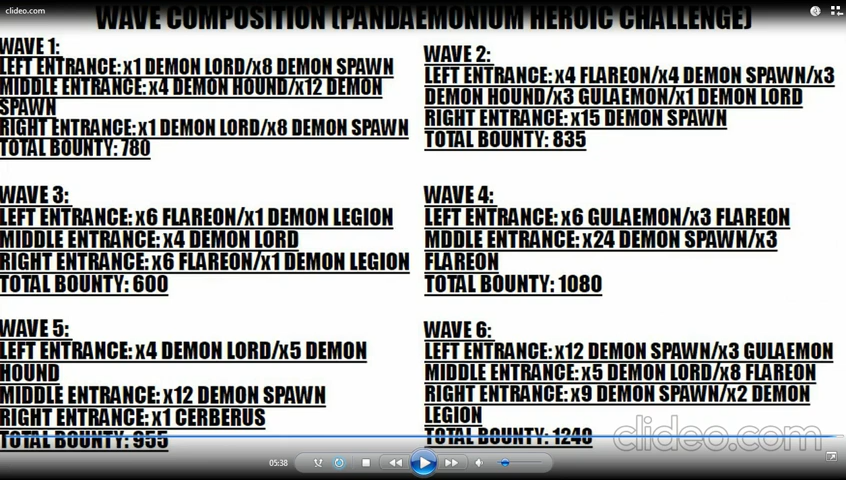 clideo.com
WAVE COMPOSITION (PANDAEMONIUM HEROIC CHALLENGE)
WAVE 1:
LEFT ENTRANCE: x1 DEMON LORD/x8 DEMON SPAWN
MIDDLE ENTRANCE: x4 DEMON HOUND/x12 DEMON
SPAWN
RIGHT ENTRANCE: x1 DEMON LORD/x8 DEMON SPAWN
TOTAL BOUNTY: 780
WAVE 2:
LEFT ENTRANCE: x4 FLAREON/x4 DEMON SPAWN/x3
DEMON HOUND/x3 GULAEMON/x1 DEMON LORD
RIGHT ENTRANCE: x15 DEMON SPAWN
TOTAL BOUNTY: 835
WAVE 3:
LEFT ENTRANCE: x6 FLAREON/x1 DEMON LEGION
MIDDLE ENTRANCE: x4 DEMON LORD
RIGHT ENTRANCE: x6 FLAREON/x1 DEMON LEGION
TOTAL BOUNTY: 600
WAVE 4:
LEFT ENTRANCE: x6 GULAEMON/x3 FLAREON
MDDLE ENTRANCE: x24 DEMON SPAWN/x3
FLAREON
TOTAL BOUNTY: 1080
WAVE 5:
LEFT ENTRANCE: x4 DEMON LORD/x5 DEMON
HOUND
MIDDLE ENTRANCE: x12 DEMON SPAWN
RIGHT ENTRANCE: x1 CERBERUS
TOTAL BOUNTY: 955
WAVE 6:
LEFT ENTRANCE: x12 DEMON SPAWN/x3 GULAEMON
MIDDLE ENTRANCE: x5 DEMON LORD/x8 FLAREON
RIGHT ENTRANCE: x9 DEMON SPAWN/x2 DEMON
LEGION
TOTAL BOUNTY: 1240
clideo.com
05:38